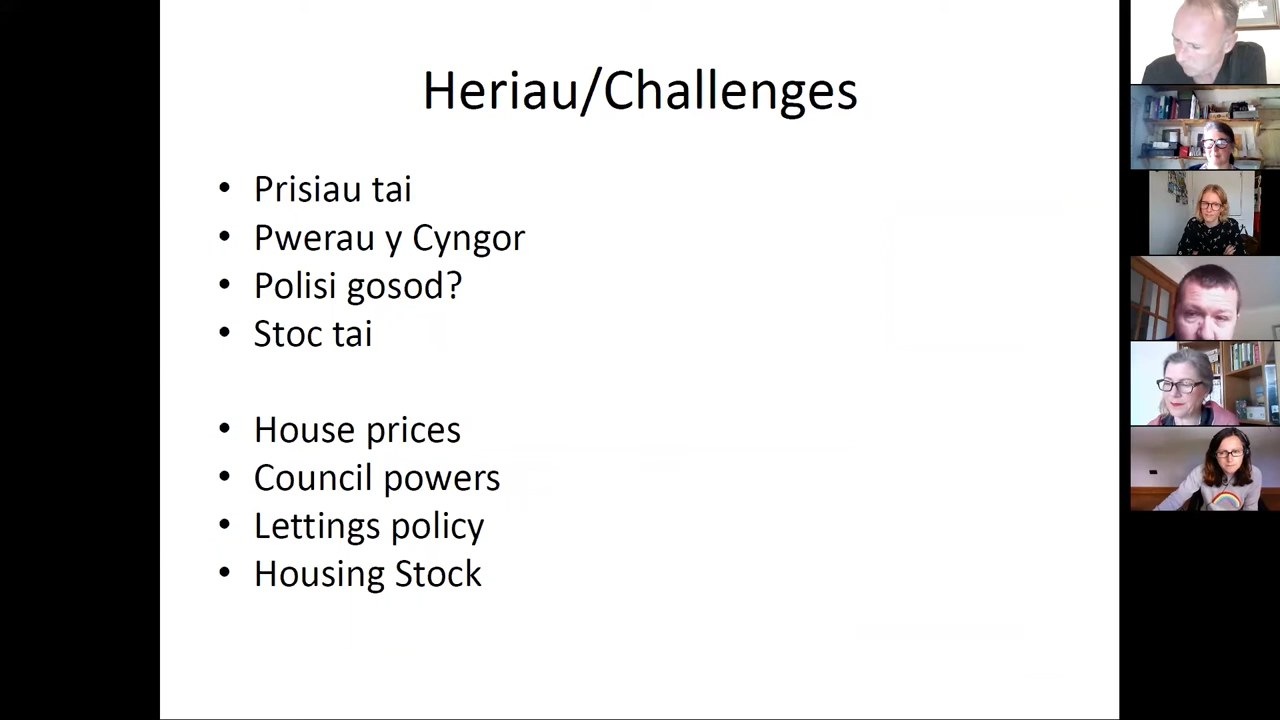 Heriau/Challenges
• Prisiau tai
• Pwerau y Cyngor
• Polisi gosod?
• Stoc tai
• House prices
• Council powers
• Lettings policy
• Housing Stock